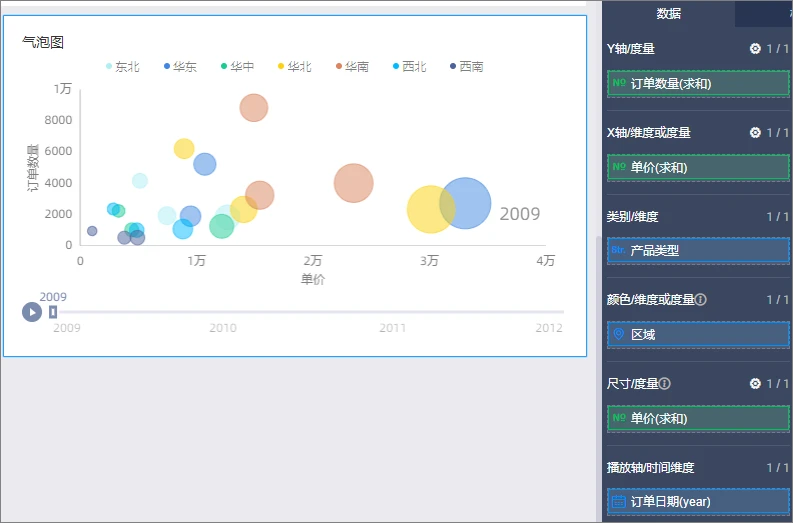 气泡图
东北 华东 华中 华北 华南 西北 西南
1万
8000
6000
4000
2000
0
订单数量
2009
0 1万 2万 3万 4万
单价
2009
2009 2010 2011 2012
数据
Y轴/度量 1 / 1
Nº 订单数量(求和)
X轴/维度或度量 1 / 1
Nº 单价(求和)
类别/维度 1 / 1
Str. 产品类型
颜色/维度或度量 1 / 1
区域
尺寸/度量 1 / 1
Nº 单价(求和)
播放轴/时间维度 1 / 1
订单日期(year)